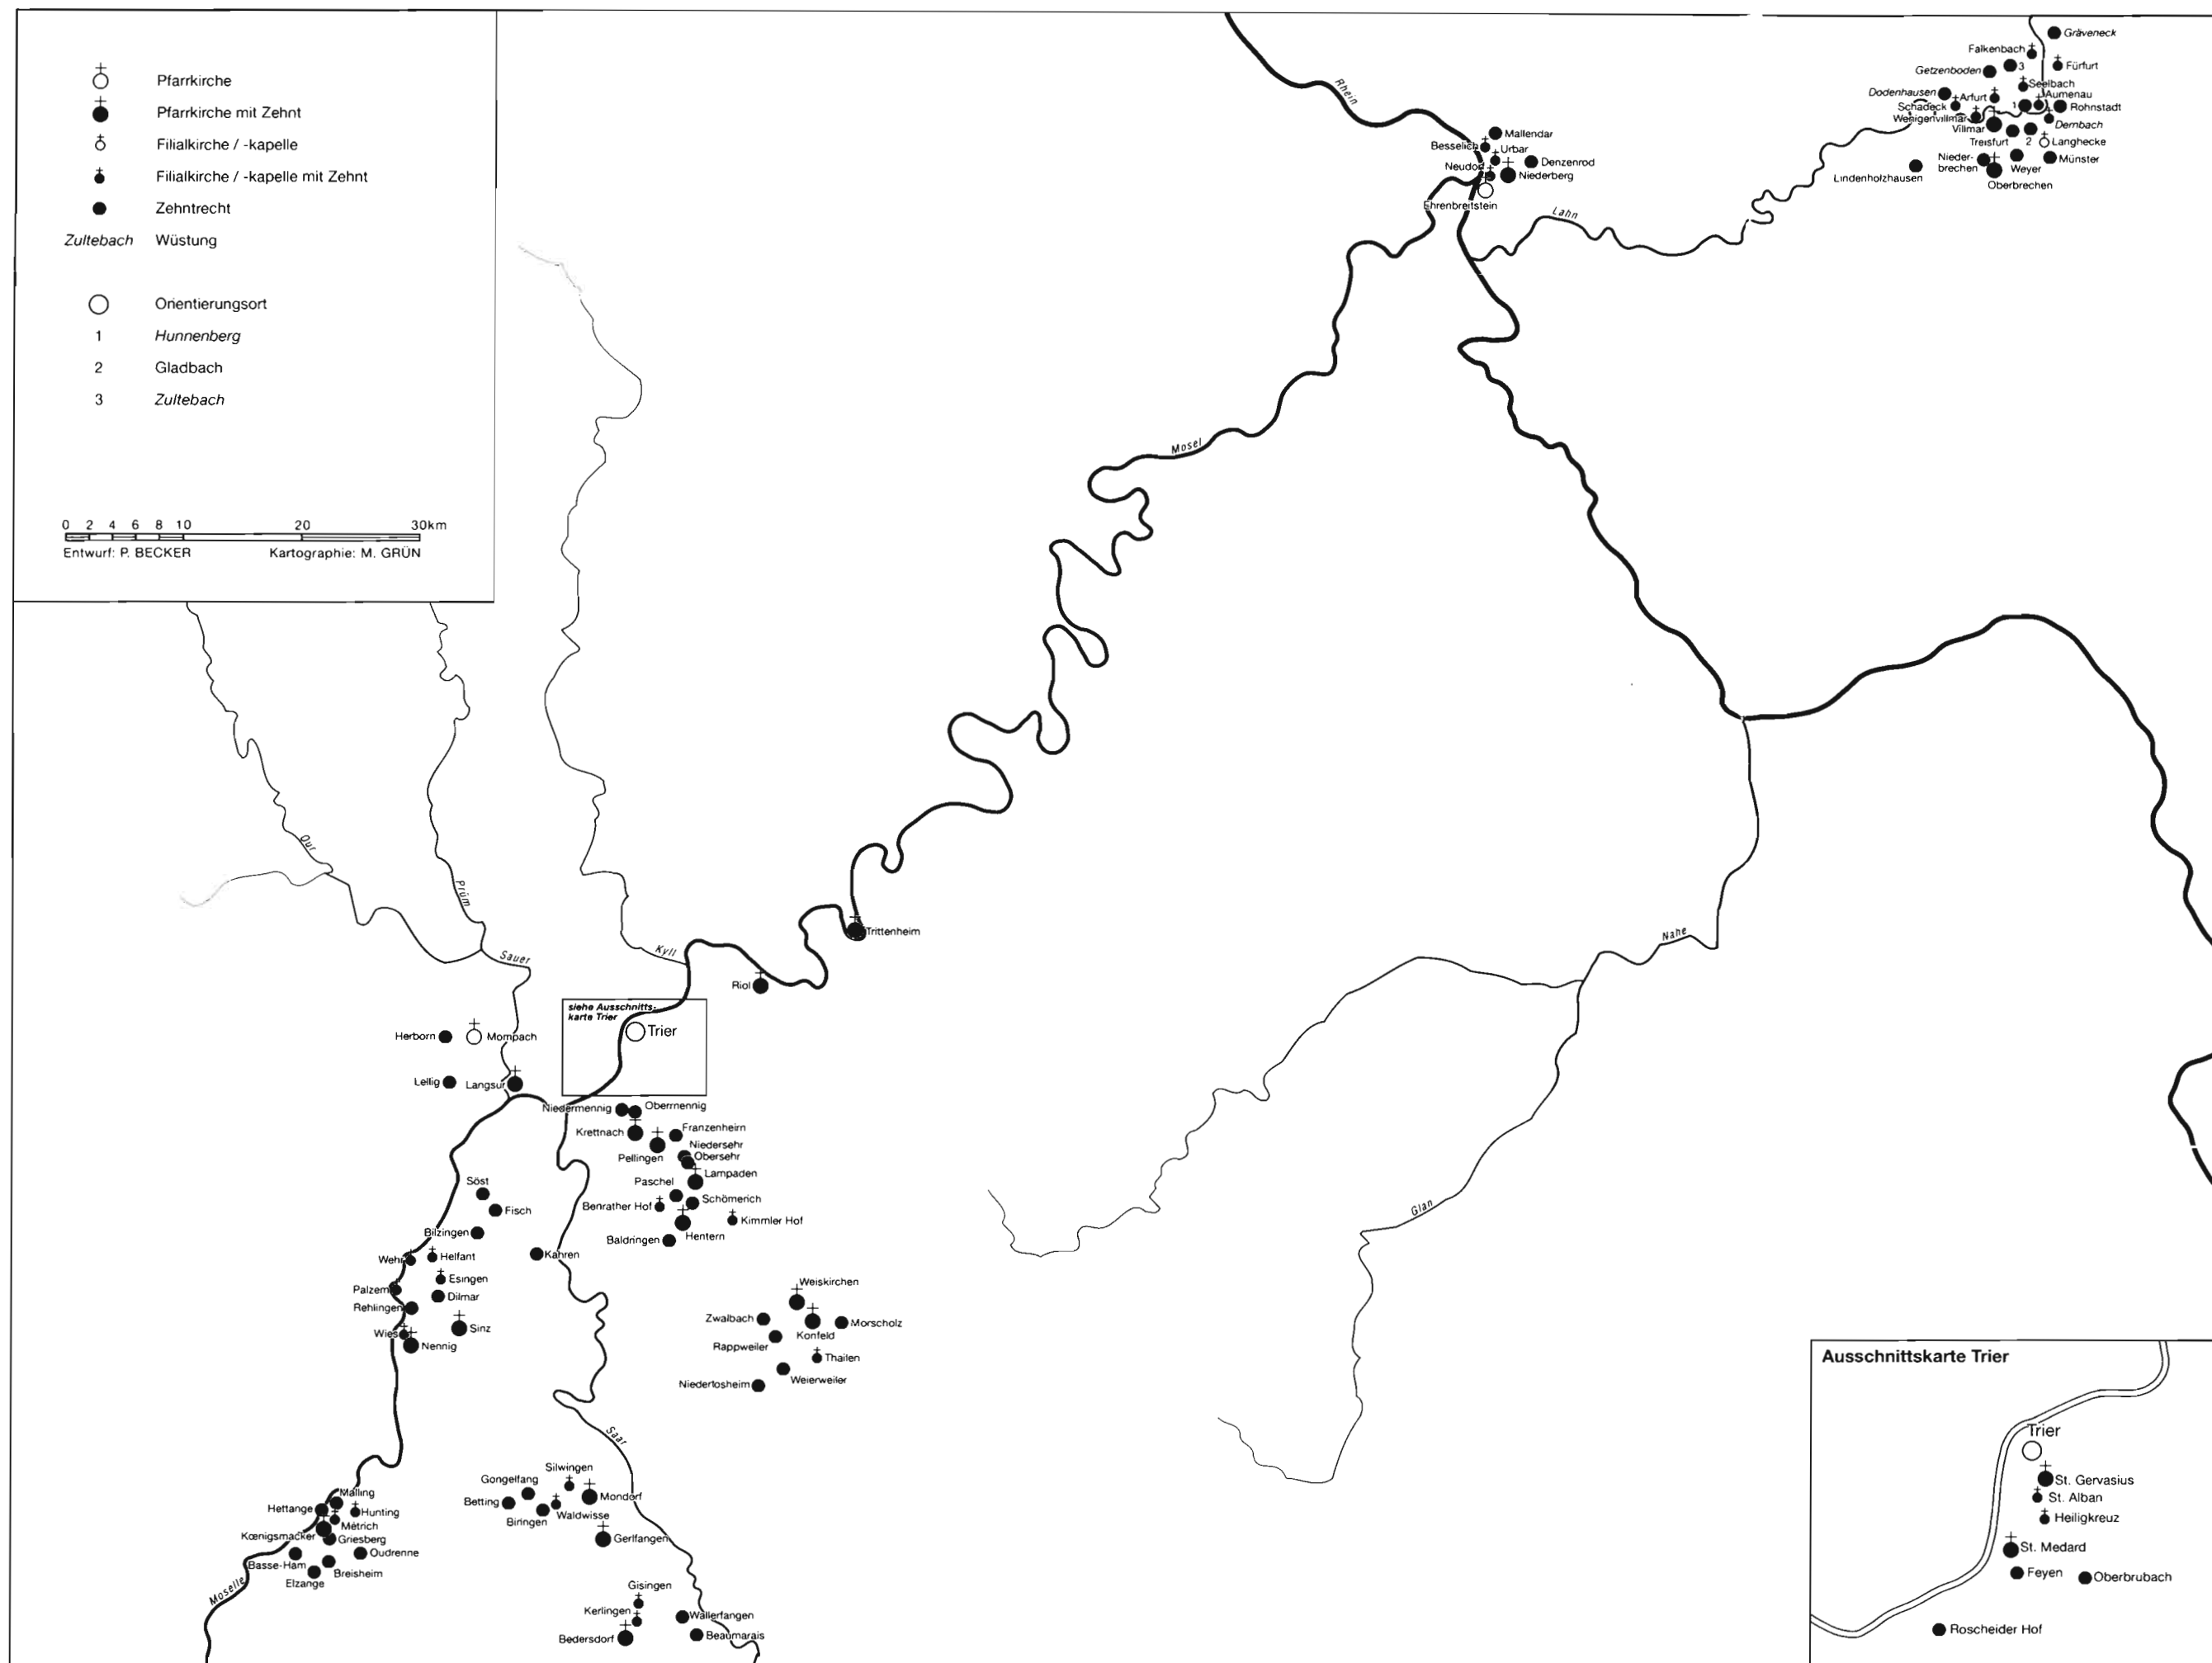 Pfarrkirche
Pfarrkirche mit Zehnt
Filialkirche / -kapelle
Filialkirche / -kapelle mit Zehnt
Zehntrecht
Zultebach Wüstung
Orientierungsort
1 Hunnenberg
2 Gladbach
3 Zultebach
0 2 4 6 8 10 20 30km
Entwurf: P. BECKER Kartographie: M. GRÜN
Rhein
Mallendar
Besselich
Urbar
Denzenrod
Neudorf
Niederberg
Ehrenbreitstein
Lahn
Gräveneck
Falkenbach
3
Fürfurt
Getzenboden
Seelbach
Dodenhausen
Arfurt
Aumenau
Schadeck
1
Rohnstadt
Wenigenvillmar
Villmar
Dernbach
Treisfurt
2
Langhecke
Nieder-
brechen
Weyer
Münster
Lindenholzhausen
Oberbrechen
Mosel
Our
Prüm
Sauer
Kyll
Nahe
Glan
Trittenheim
Riol
siehe Ausschnitts-
karte Trier
Trier
Herborn
Mompach
Lellig
Langsur
Niedermennig
Obermennig
Krettnach
Franzenheim
Niedersehr
Pellingen
Obersehr
Lampaden
Paschel
Schömerich
Benrather Hof
Kimmler Hof
Hentern
Baldringen
Söst
Fisch
Bilzingen
Kahren
Wehr
Helfant
Esingen
Palzem
Dilmar
Rehlingen
Wies
Sinz
Nennig
Weiskirchen
Zwalbach
Konfeld
Morscholz
Rappweiler
Thailen
Weierweiler
Niederlosheim
Saar
Silwingen
Gongelfang
Mondorf
Betting
Waldwisse
Biringen
Gerlfangen
Malling
Hettange
Hunting
Métrich
Kœnigsmacker
Griesberg
Oudrenne
Basse-Ham
Breisheim
Elzange
Moselle
Gisingen
Kerlingen
Wallerfangen
Bedersdorf
Beaumarais
Ausschnittskarte Trier
Trier
St. Gervasius
St. Alban
Heiligkreuz
St. Medard
Feyen
Oberbrubach
Roscheider Hof